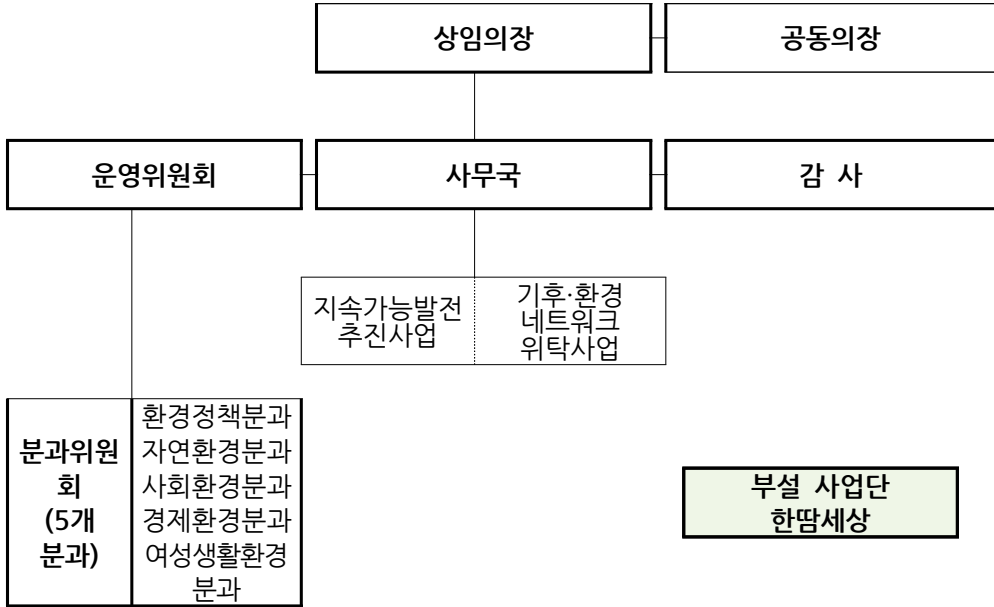 상임의장
공동의장
운영위원회
사무국
감 사
지속가능발전
추진사업
기후·환경
네트워크
위탁사업
분과위원
회
(5개
분과)
환경정책분과
자연환경분과
사회환경분과
경제환경분과
여성생활환경
분과
부설 사업단
한땀세상